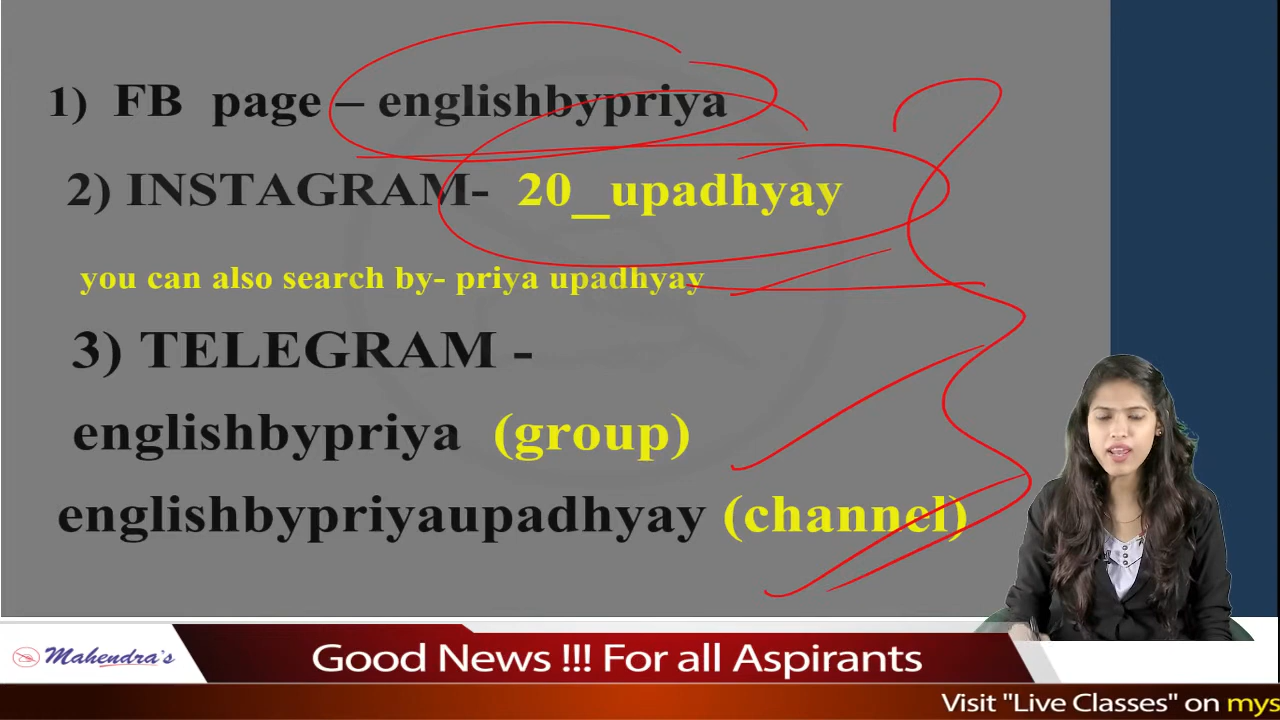 1) FB page – englishbypriya
2) INSTAGRAM- 20_upadhyay
you can also search by- priya upadhyay
3) TELEGRAM -
englishbypriya (group)
englishbypriyaupadhyay (channel)
Mahendra's
Good News !!! For all Aspirants
Visit "Live Classes" on mys